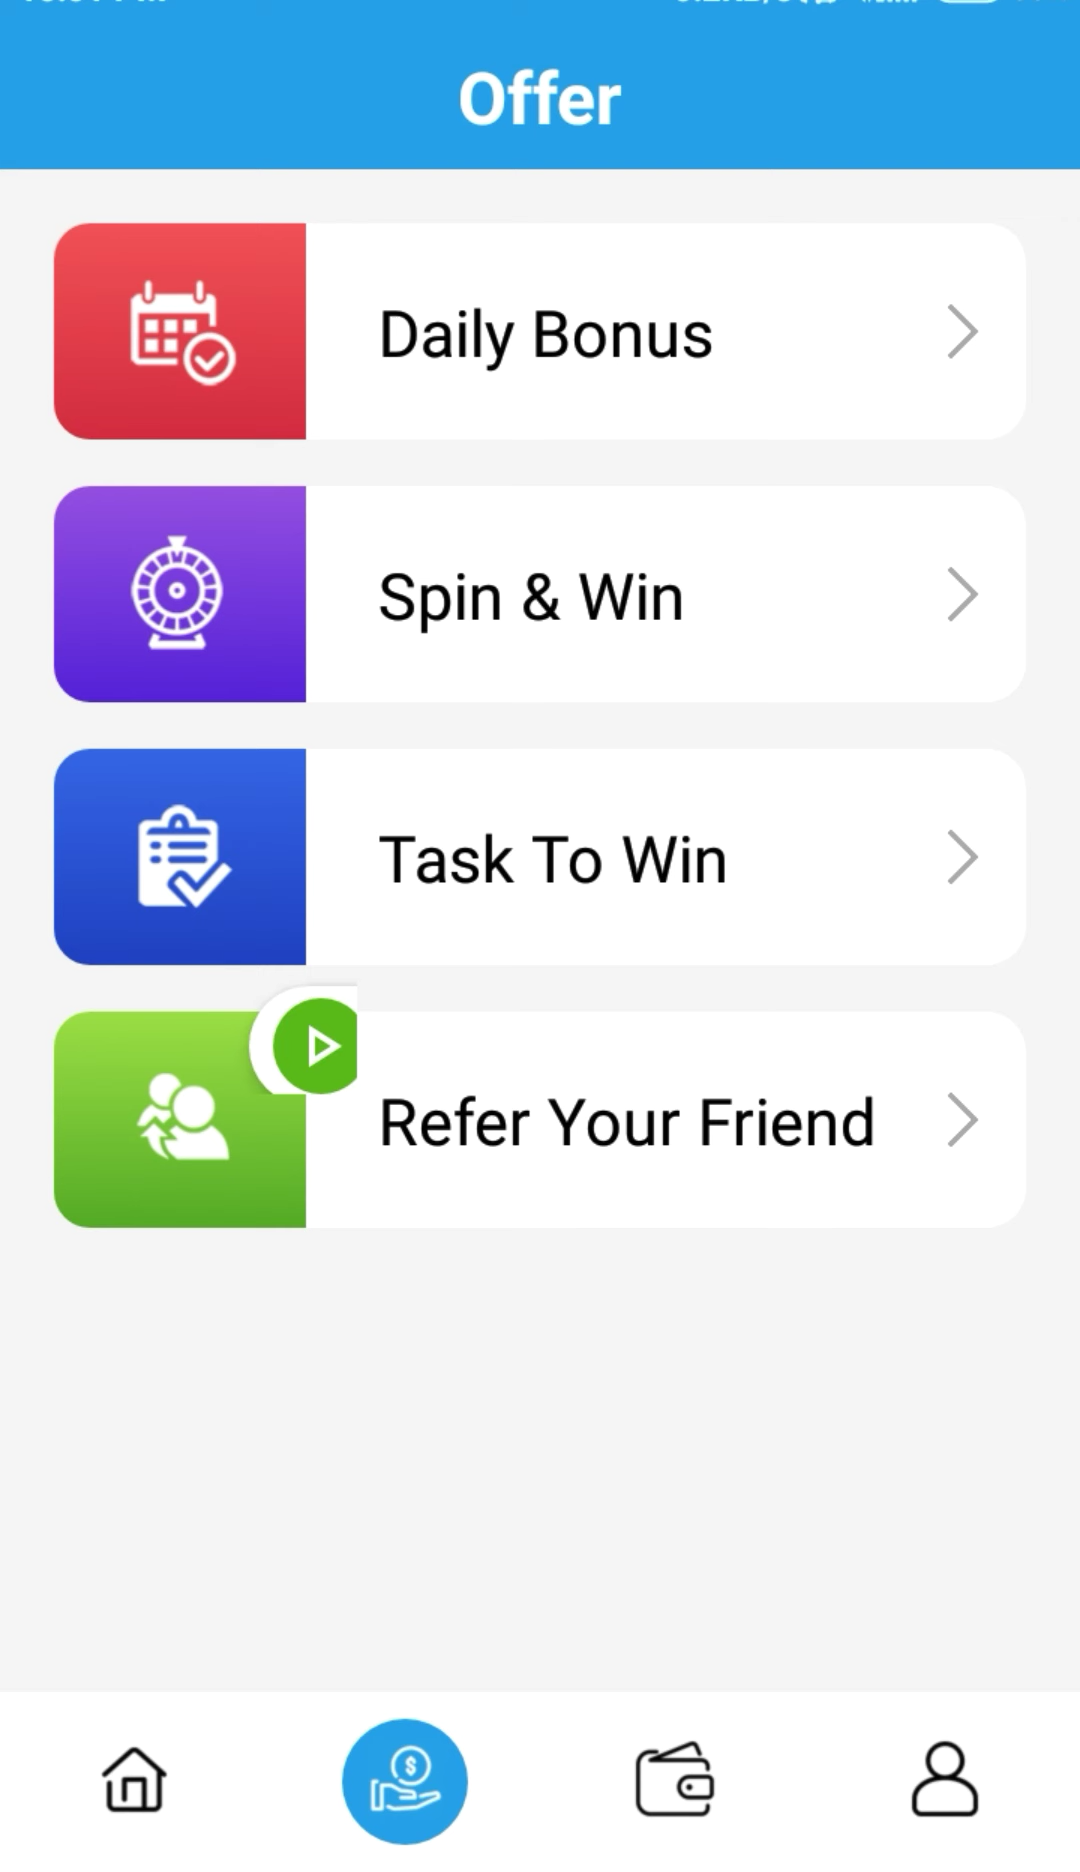 Offer
Daily Bonus
Spin & Win
Task To Win
Refer Your Friend